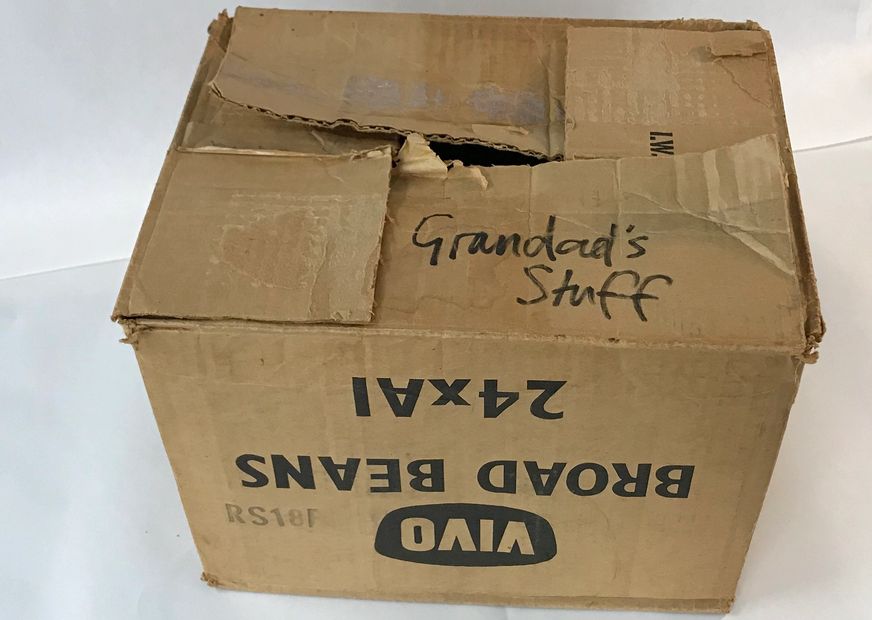 Grandad's
Stuff
VIVO
BROAD BEANS
24xA1